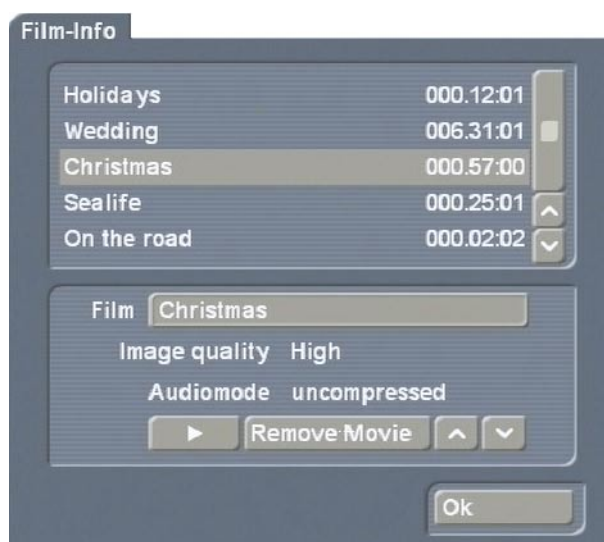 Film-Info
Holidays 000.12:01
Wedding 006.31:01
Christmas 000.57:00
Sealife 000.25:01
On the road 000.02:02
Film Christmas
Image quality High
Audiomode uncompressed
Remove Movie
Ok